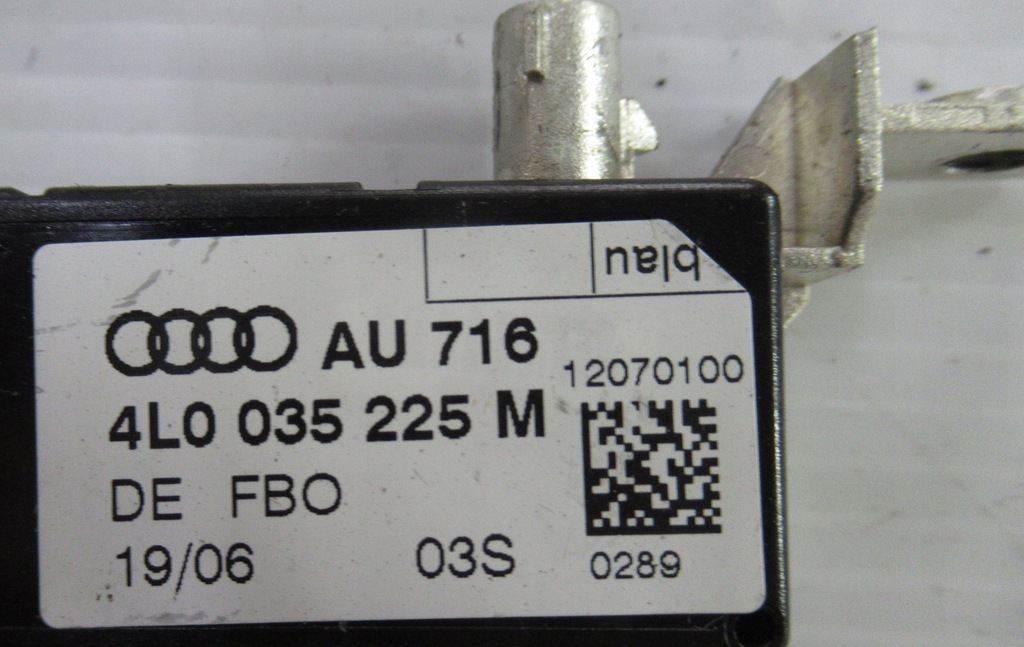 blau
AU 716
12070100
4L0 035 225 M
DE FBO
19/06 03S 0289